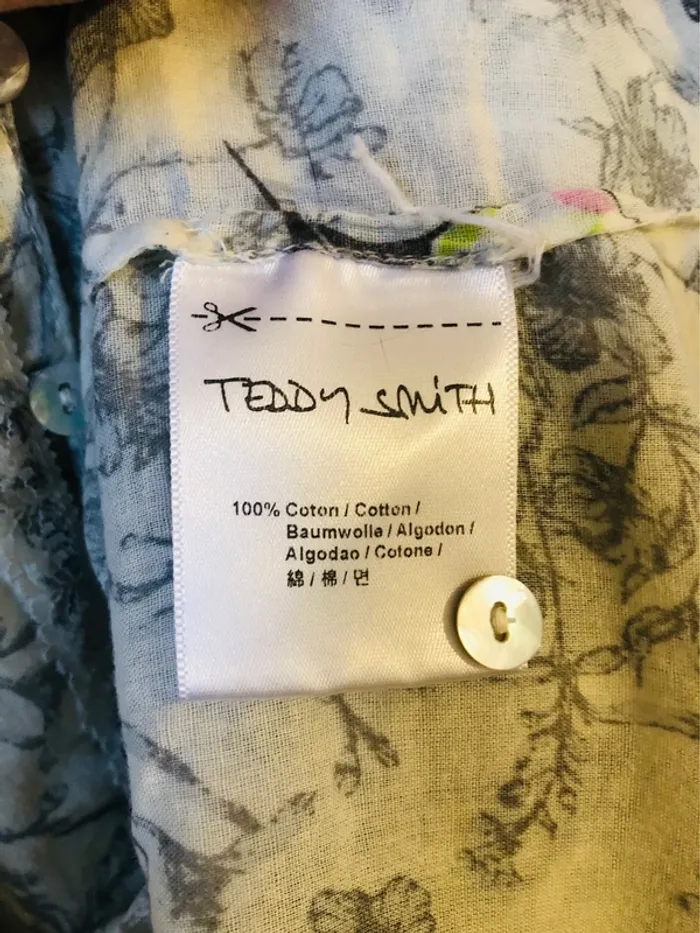 TEDDY SMiTH
100% Coton / Cotton /
Baumwolle / Algodon /
Algodao / Cotone /
綿 / 棉 / 면